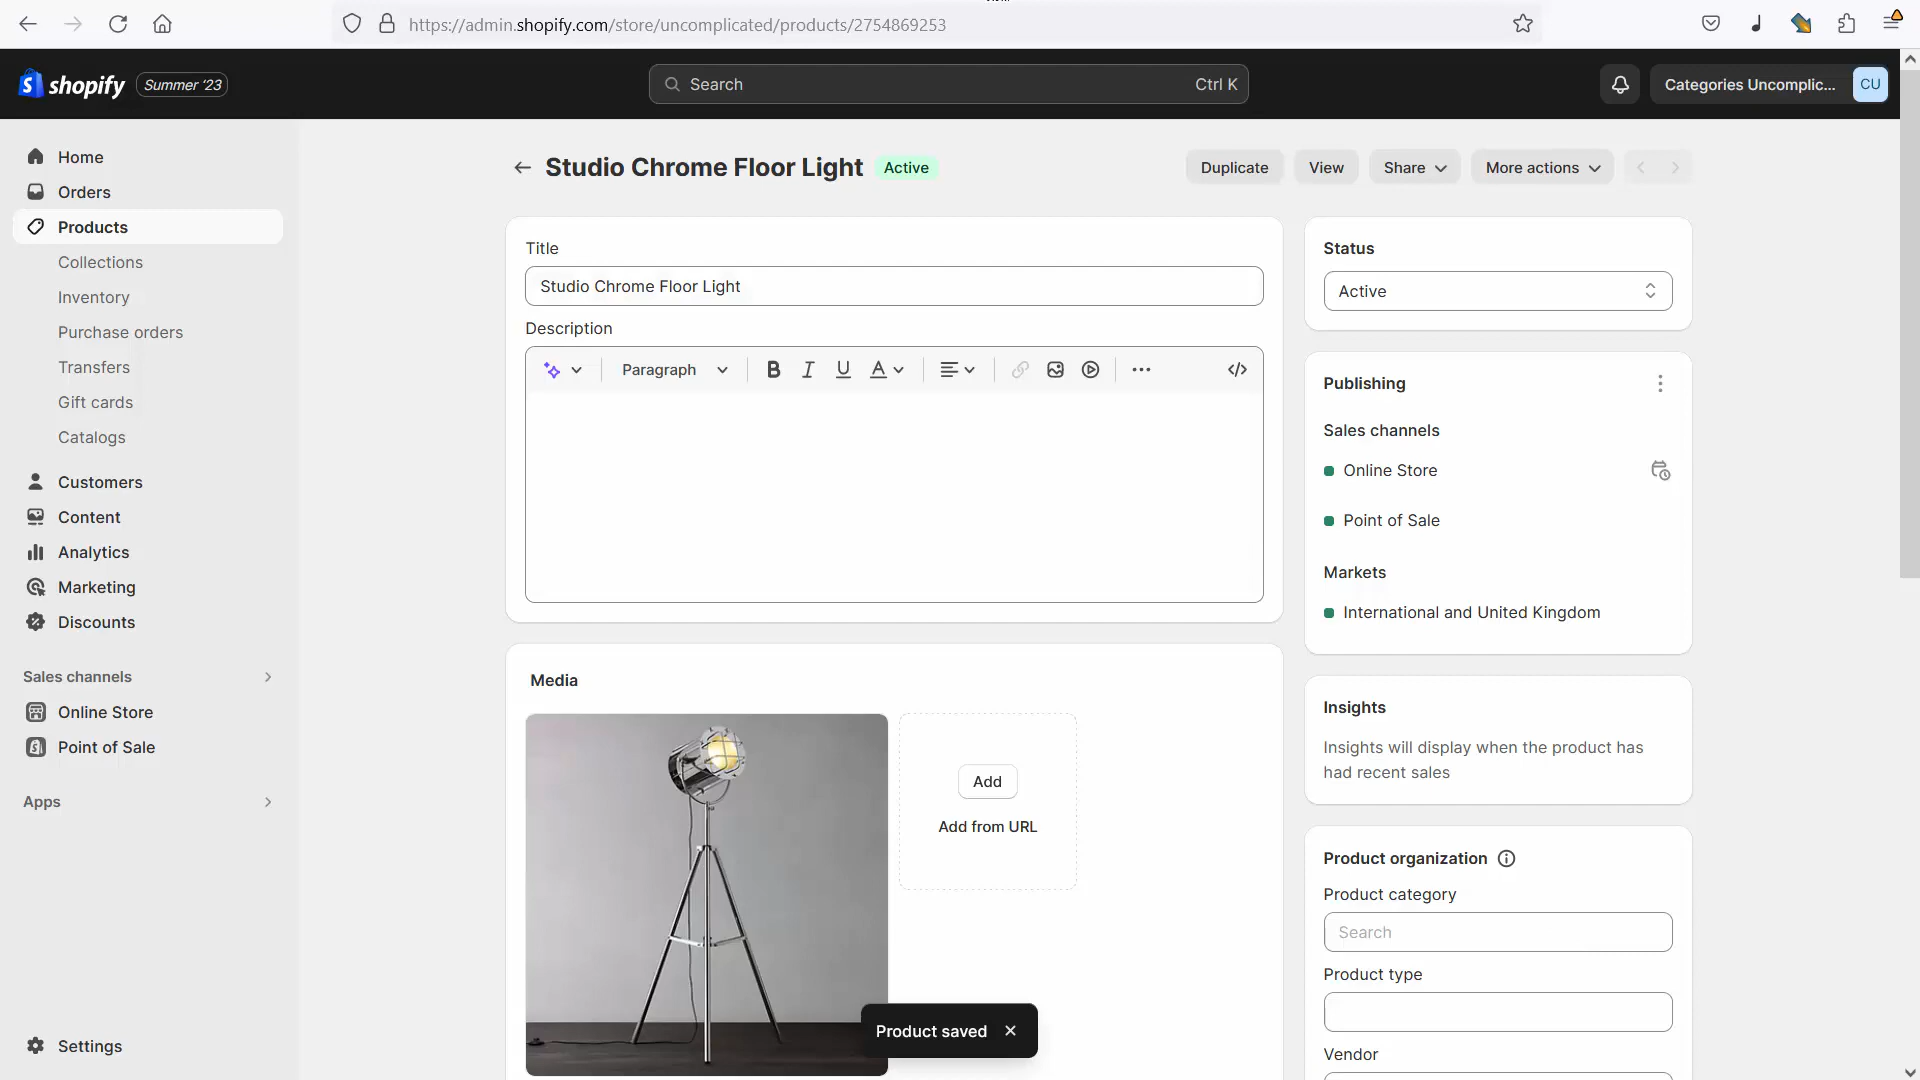 https://admin.shopify.com/store/uncomplicated/products/2754869253
shopify
Summer '23
Search
Ctrl K
Categories Uncomplic...
CU
Home
Orders
Products
Collections
Inventory
Purchase orders
Transfers
Gift cards
Catalogs
Customers
Content
Analytics
Marketing
Discounts
Sales channels
Online Store
Point of Sale
Apps
Settings
Studio Chrome Floor Light
Active
Duplicate
View
Share
More actions
Title
Studio Chrome Floor Light
Description
Paragraph
Media
Add
Add from URL
Product saved
Status
Active
Publishing
Sales channels
Online Store
Point of Sale
Markets
International and United Kingdom
Insights
Insights will display when the product has
had recent sales
Product organization
Product category
Search
Product type
Vendor